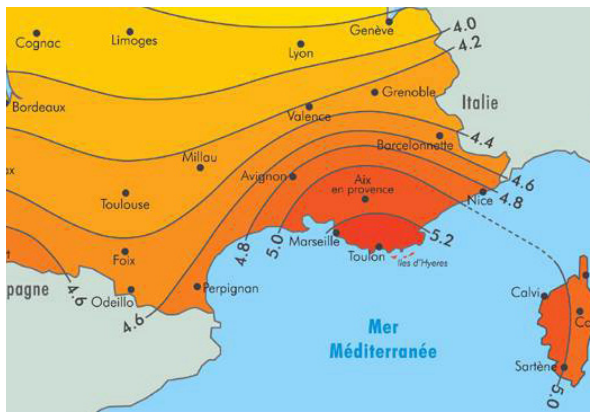 Genève
4.0
4.2
Cognac
Limoges
Lyon
Grenoble
Italie
Bordeaux
Valence
Barcelonnette
4.4
Millau
Avignon
4.6
4.8
Aix
en provence
Nice
Toulouse
5.2
Marseille
4.8
5.0
Toulon
Iles d'Hyeres
Foix
4.6
pagne
Odeillo
Perpignan
4.6
Calvi
Mer
Méditerranée
Sartène
5.0